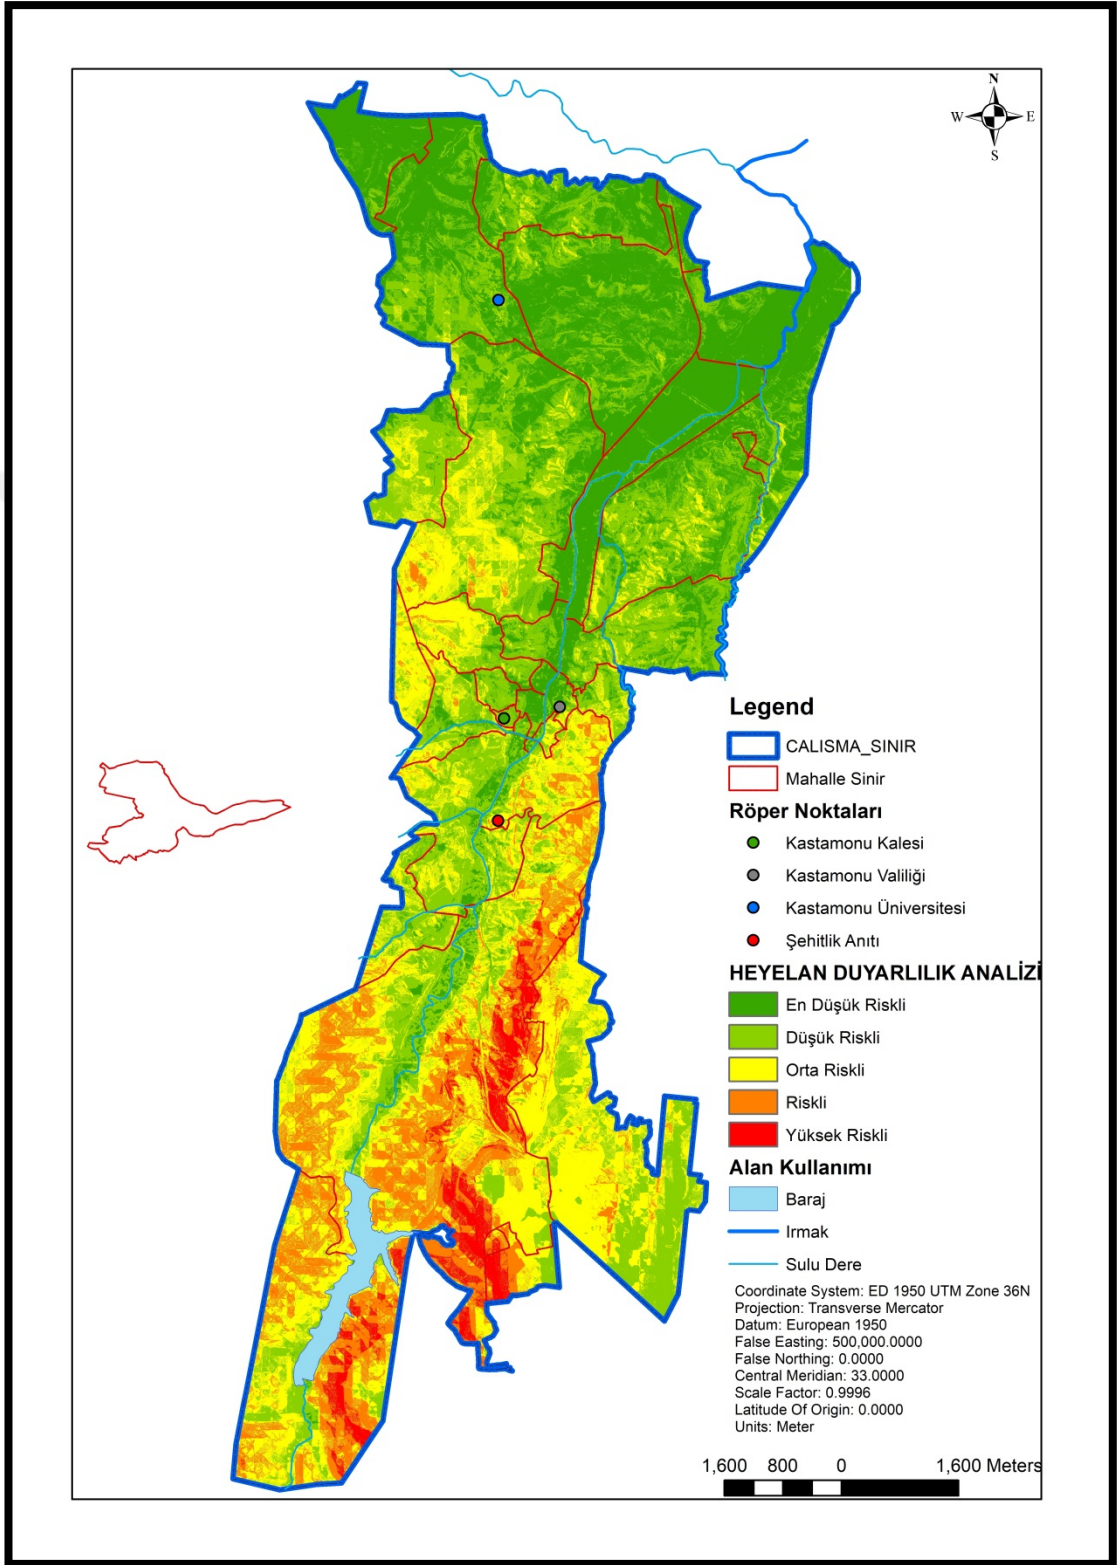 N
W E
S
Legend
CALISMA_SINIR
Mahalle Sinir
Röper Noktaları
Kastamonu Kalesi
Kastamonu Valiliği
Kastamonu Üniversitesi
Şehitlik Anıtı
HEYELAN DUYARLILIK ANALİZİ
En Düşük Riskli
Düşük Riskli
Orta Riskli
Riskli
Yüksek Riskli
Alan Kullanımı
Baraj
Irmak
Sulu Dere
Coordinate System: ED 1950 UTM Zone 36N
Projection: Transverse Mercator
Datum: European 1950
False Easting: 500,000.0000
False Northing: 0.0000
Central Meridian: 33.0000
Scale Factor: 0.9996
Latitude Of Origin: 0.0000
Units: Meter
1,600 800 0 1,600 Meters